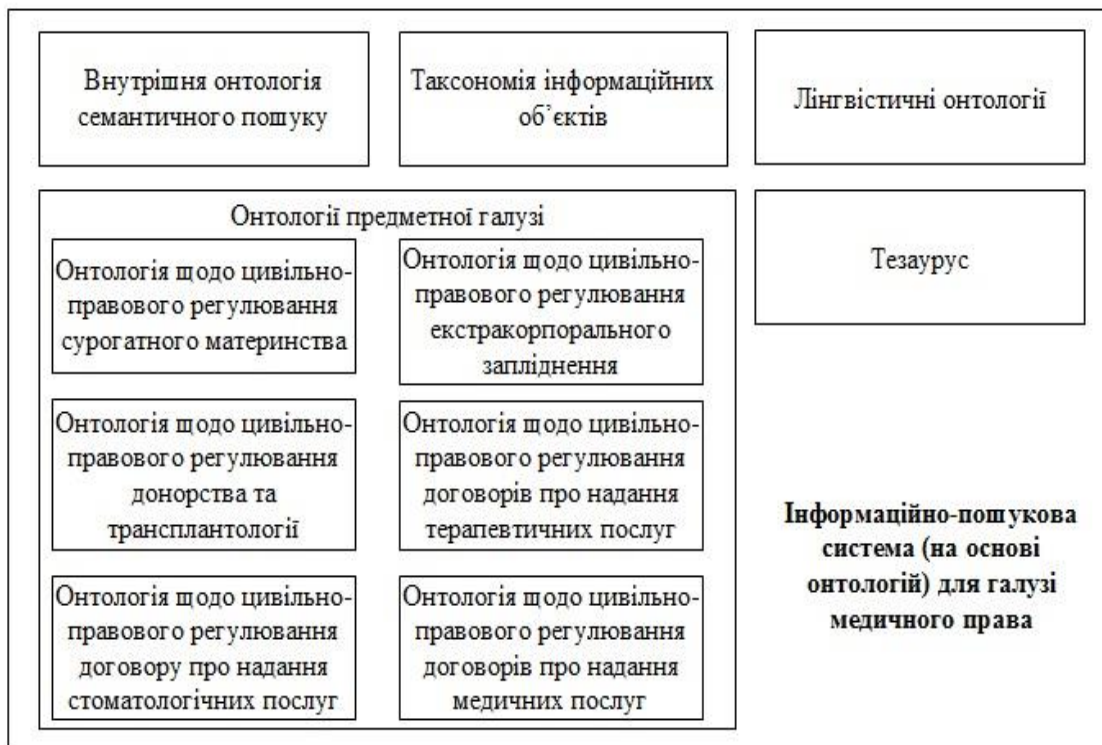 Внутрішня онтологія
семантичного пошуку
Таксономія інформаційних
об’єктів
Лінгвістичні онтології
Онтології предметної галузі
Онтологія щодо цивільно-
правового регулювання
сурогатного материнства
Онтологія щодо цивільно-
правового регулювання
екстракорпорального
запліднення
Онтологія щодо цивільно-
правового регулювання
донорства та
трансплантології
Онтологія щодо цивільно-
правового регулювання
договорів про надання
терапевтичних послуг
Онтологія щодо цивільно-
правового регулювання
договору про надання
стоматологічних послуг
Онтологія щодо цивільно-
правового регулювання
договорів про надання
медичних послуг
Тезаурус
Інформаційно-пошукова
система (на основі
онтологій) для галузі
медичного права